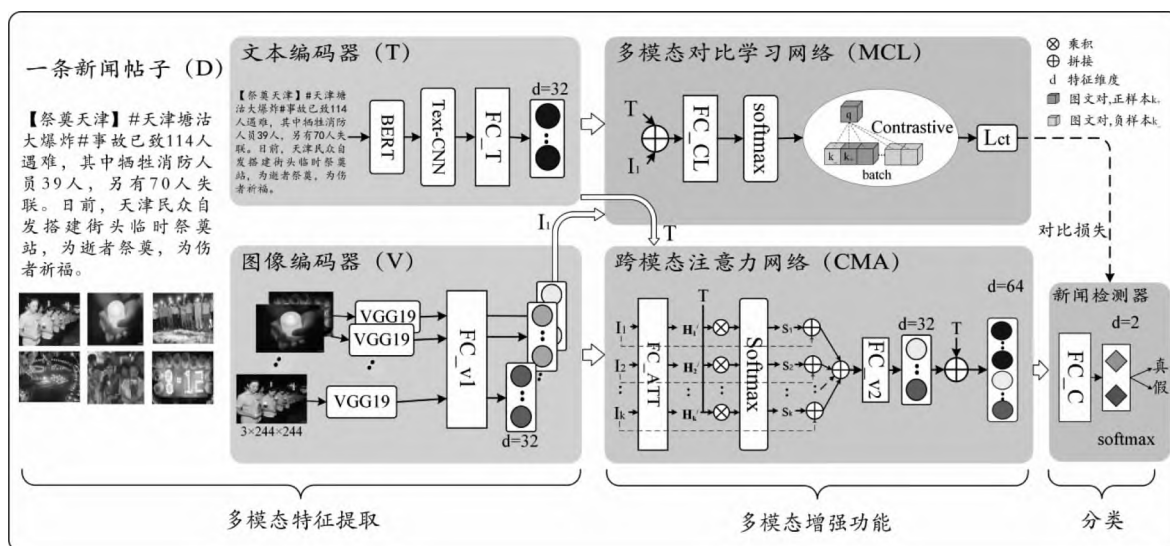 一条新闻帖子（D）
【祭奠天津】#天津塘
沽大爆炸#事故已致114人
遇难，其中牺牲消防人
员39人，另有70人失
联。日前，天津民众自
发搭建街头临时祭奠
站，为逝者祭奠，为伤
者祈福。
文本编码器（T）
【祭奠天津】#天津塘
沽大爆炸#事故已致114
人遇难，其中牺牲消防
人员39人，另有70人失
联。日前，天津民众自
发搭建街头临时祭奠
站，为逝者祭奠，为伤
者祈福。
BERT
Text-CNN
FC_T
d=32
多模态对比学习网络（MCL）
T
I₁
FC_CL
softmax
q
Contrastive
k
k₊
batch
Lct
⊗ 乘积
⊕ 拼接
d 特征维度
图文对,正样本k₊
图文对,负样本k_
对比损失
I₁
T
图像编码器（V）
VGG19
VGG19
VGG19
3×244×244
FC_v1
d=32
8:12
跨模态注意力网络（CMA）
I₁
I₂
Iₖ
FC_ATT
H₁′
H₂′
Hₖ′
T
Softmax
S₁
S₂
Sₖ
FC_v2
d=32
T
d=64
新闻检测器
d=2
FC_C
真
假
softmax
多模态特征提取
多模态增强功能
分类